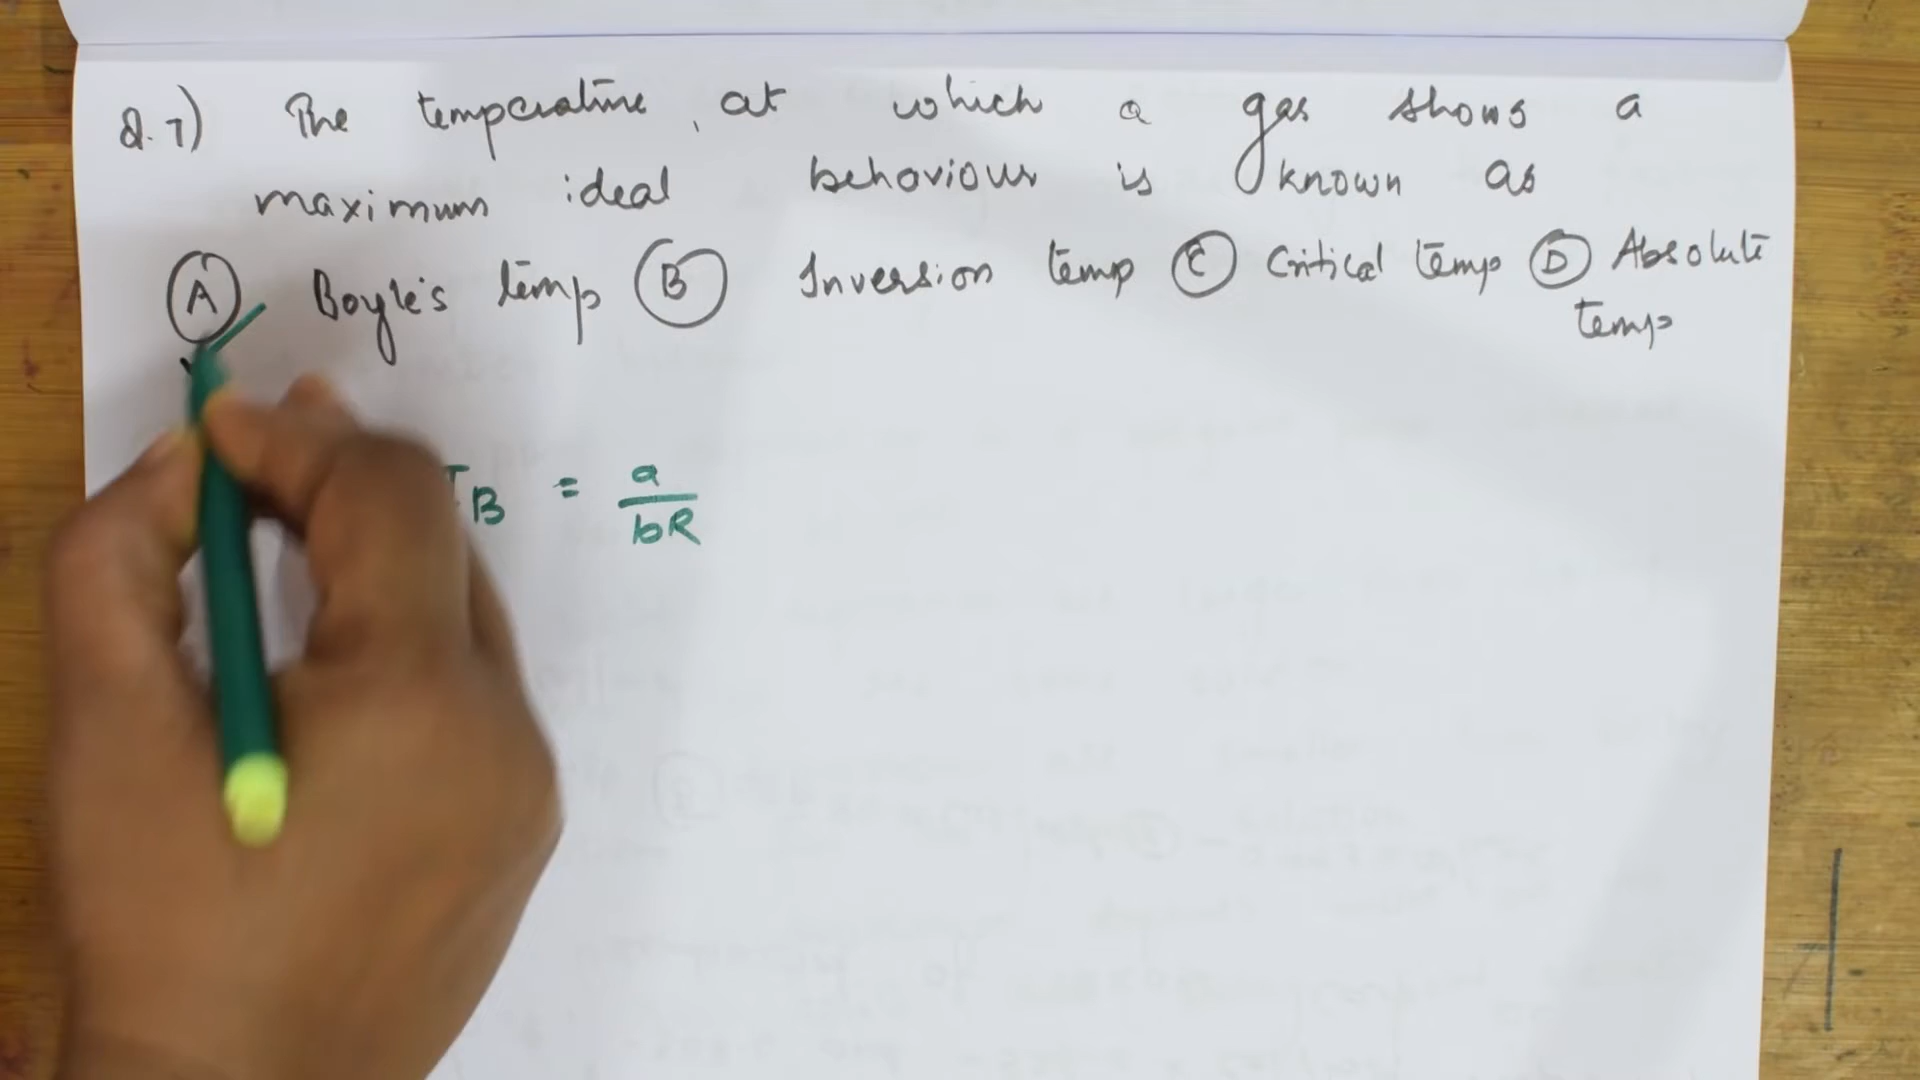 Q.7) The temperature, at which a gas shows a
maximum ideal behaviour is known as
(A) Boyle's temp (B) Inversion temp (C) Critical temp (D) Absolute
temp
TB = a/bR